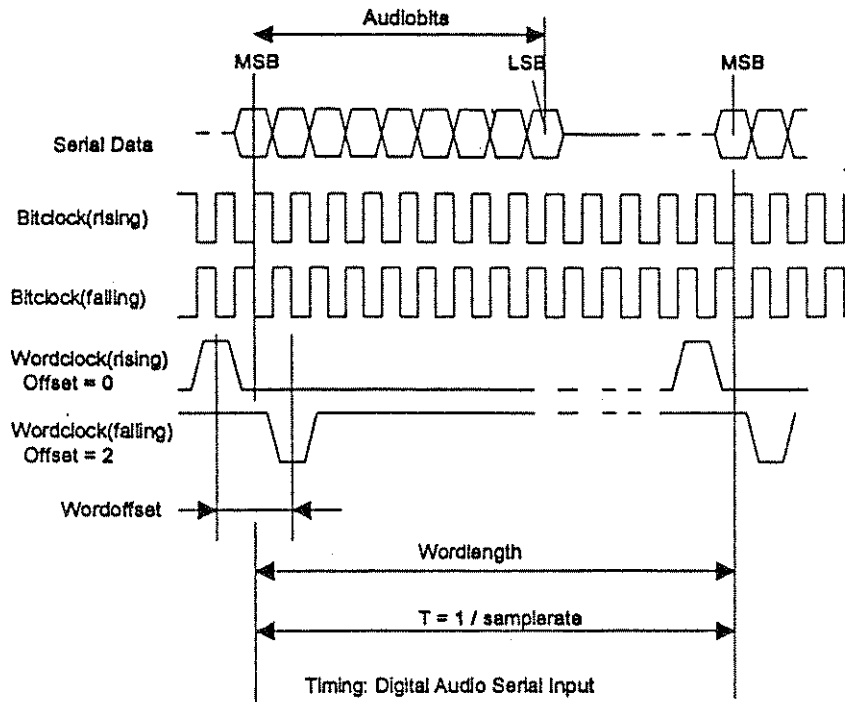 Audiobits
MSB LSB MSB
Serial Data
Bitclock(rising)
Bitclock(falling)
Wordclock(rising)
Offset = 0
Wordclock(falling)
Offset = 2
Wordoffset
Wordlength
T = 1 / samplerate
Timing: Digital Audio Serial Input